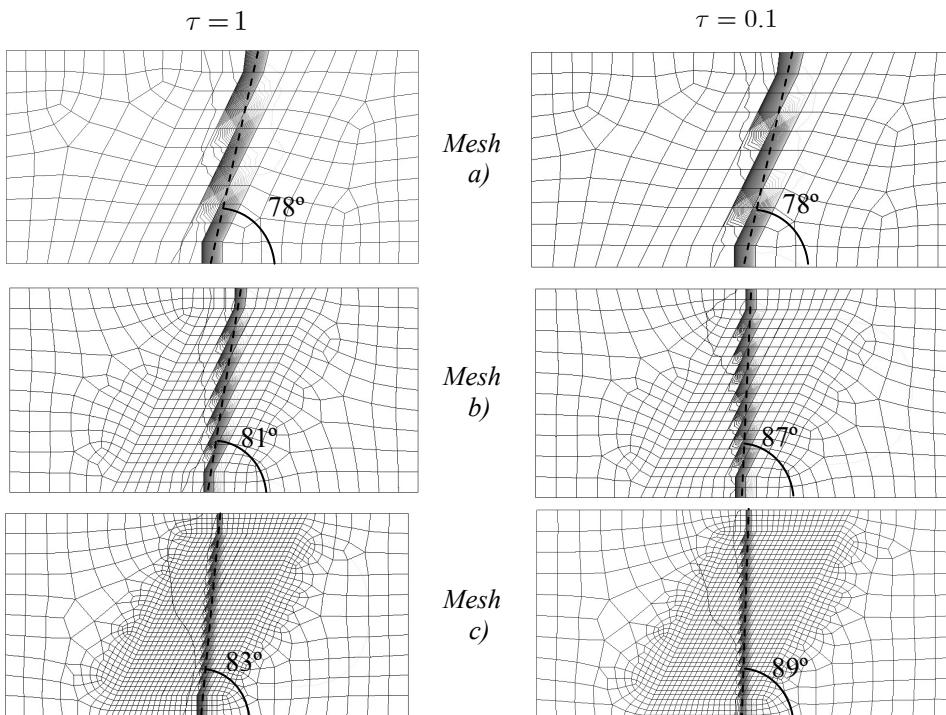 τ = 1
τ = 0.1
Mesh
a)
78º
78º
Mesh
b)
81º
87º
Mesh
c)
83º
89º